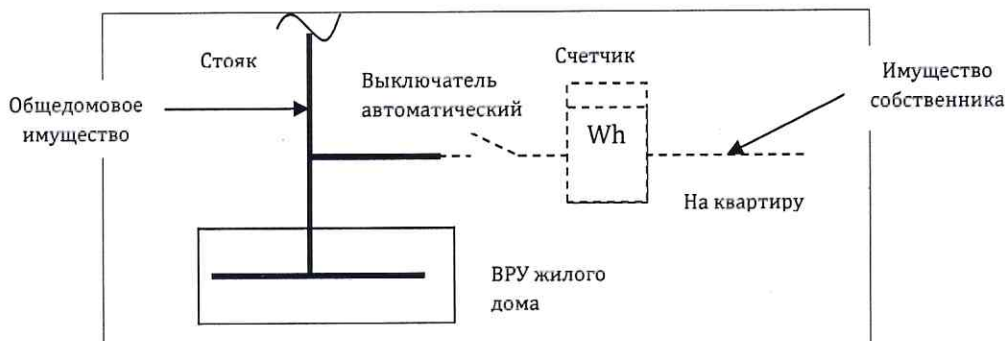 Стояк
Общедомовое
имущество
Выключатель
автоматический
Счетчик
Wh
Имущество
собственника
На квартиру
ВРУ жилого
дома